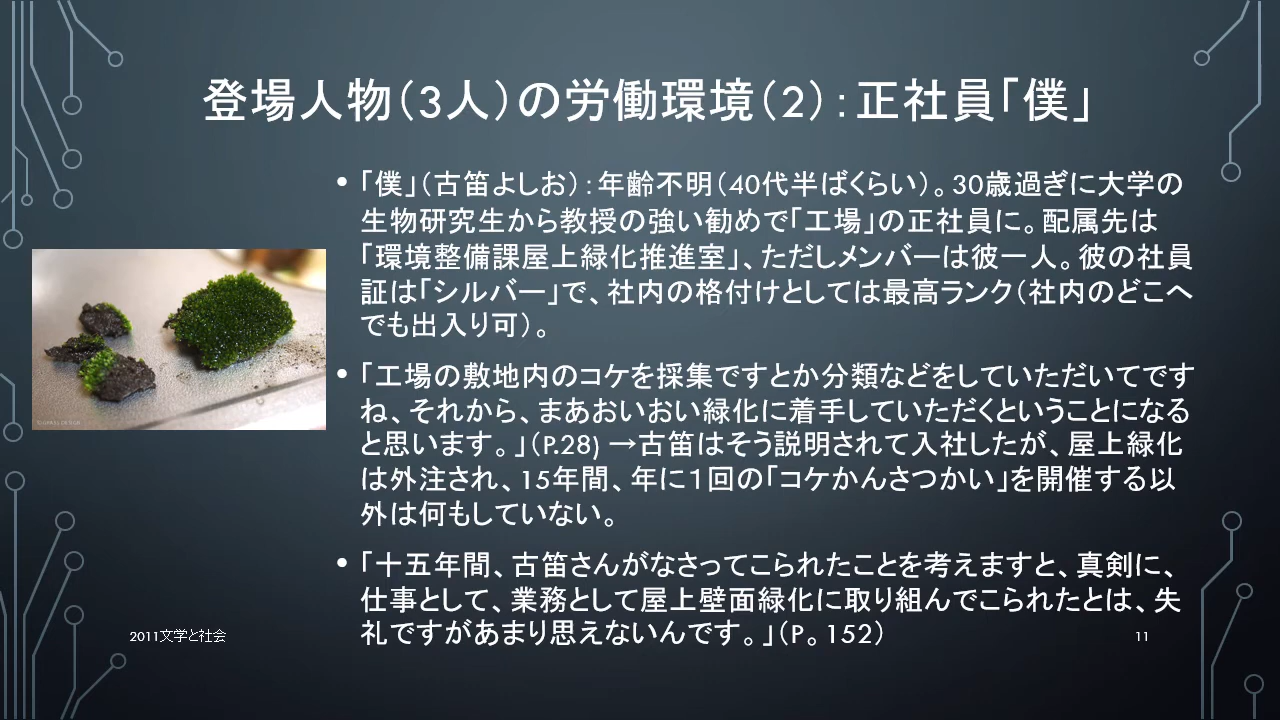 登場人物（3人）の労働環境（2）：正社員「僕」
• 「僕」（古笛よしお）：年齢不明（40代半ばくらい）。30歳過ぎに大学の
生物研究生から教授の強い勧めで「工場」の正社員に。配属先は
「環境整備課屋上緑化推進室」、ただしメンバーは彼一人。彼の社員
証は「シルバー」で、社内の格付けとしては最高ランク（社内のどこへ
でも出入り可）。
• 「工場の敷地内のコケを採集ですとか分類などをしていただいてです
ね、それから、まあおいおい緑化に着手していただくということになる
と思います。」（P.28) →古笛はそう説明されて入社したが、屋上緑化
は外注され、15年間、年に１回の「コケかんさつかい」を開催する以
外は何もしていない。
• 「十五年間、古笛さんがなさってこられたことを考えますと、真剣に、
仕事として、業務として屋上壁面緑化に取り組んでこられたとは、失
礼ですがあまり思えないんです。」（P。152）
2011文学と社会
11